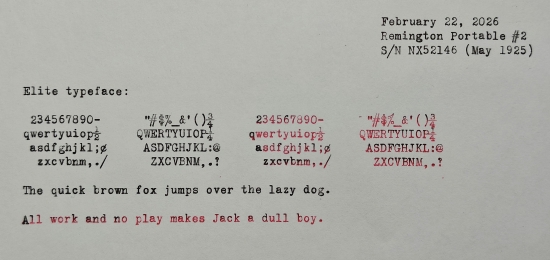 February 22, 2026
Remington Portable #2
S/N NX52146 (May 1925)
Elite typeface:
234567890- "#$%_&'()¾ 234567890- "#$%_&'()¾
qwertyuiop½ QWERTYUIOP¼ qwertyuiop½ QWERTYUIOP¼
asdfghjkl;ø ASDFGHJKL:@ asdfghjkl;ø ASDFGHJKL:@
zxcvbnm,./ ZXCVBNM,.? zxcvbnm,./ ZXCVBNM,.?
The quick brown fox jumps over the lazy dog.
All work and no play makes Jack a dull boy.